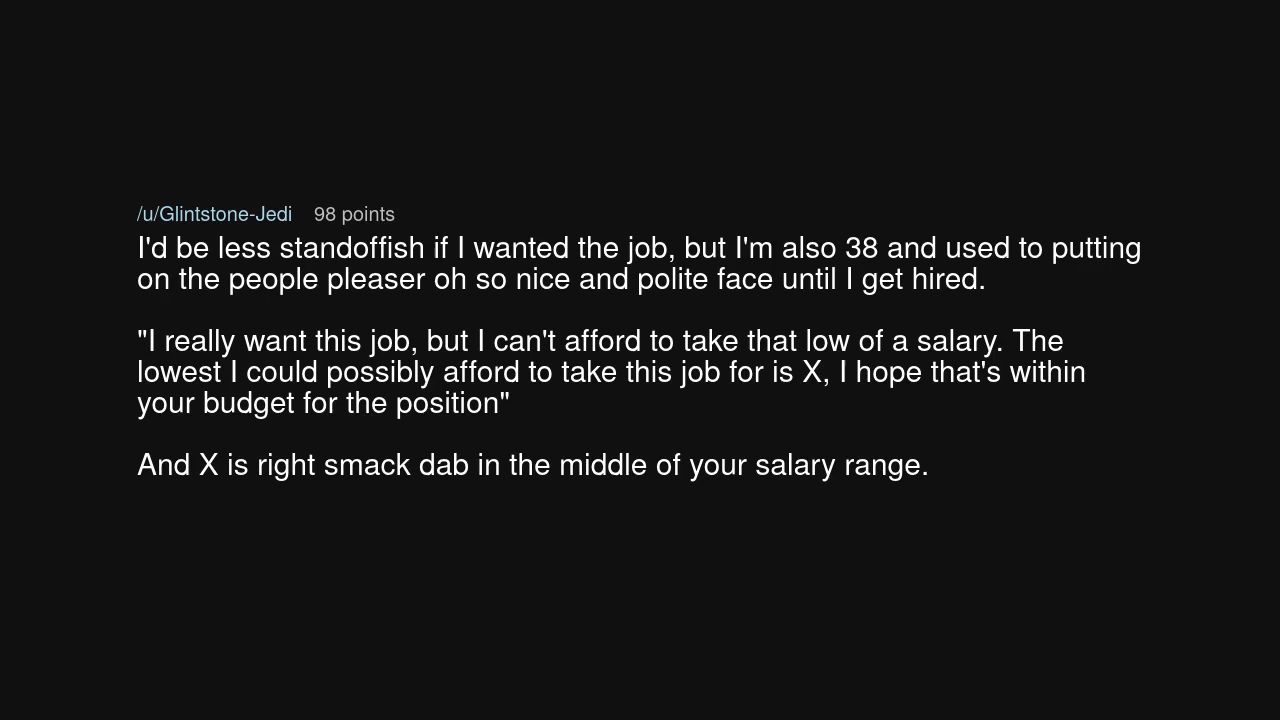 /u/Glintstone-Jedi 98 points
I'd be less standoffish if I wanted the job, but I'm also 38 and used to putting
on the people pleaser oh so nice and polite face until I get hired.
"I really want this job, but I can't afford to take that low of a salary. The
lowest I could possibly afford to take this job for is X, I hope that's within
your budget for the position"
And X is right smack dab in the middle of your salary range.